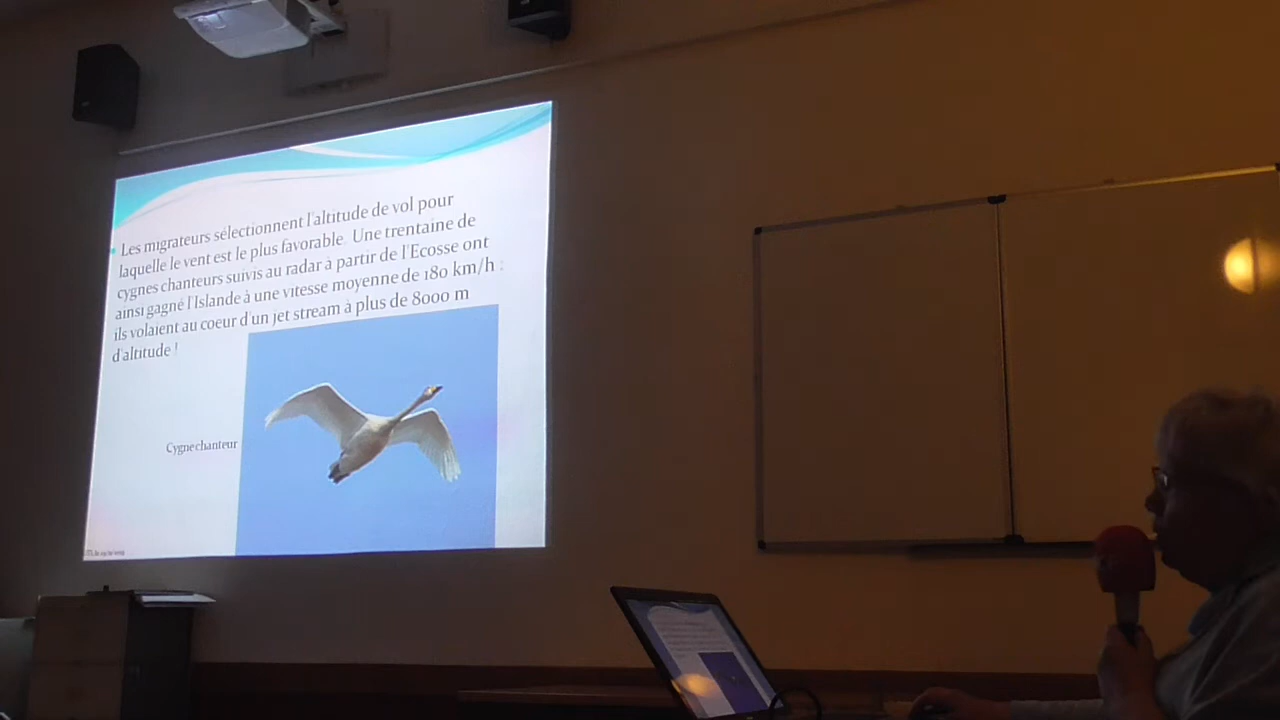 Les migrateurs sélectionnent l'altitude de vol pour
laquelle le vent est le plus favorable. Une trentaine de
cygnes chanteurs suivis au radar à partir de l'Ecosse ont
ainsi gagné l'Islande à une vitesse moyenne de 180 km/h :
ils volaient au coeur d'un jet stream à plus de 8000 m
d'altitude !
Cygne chanteur